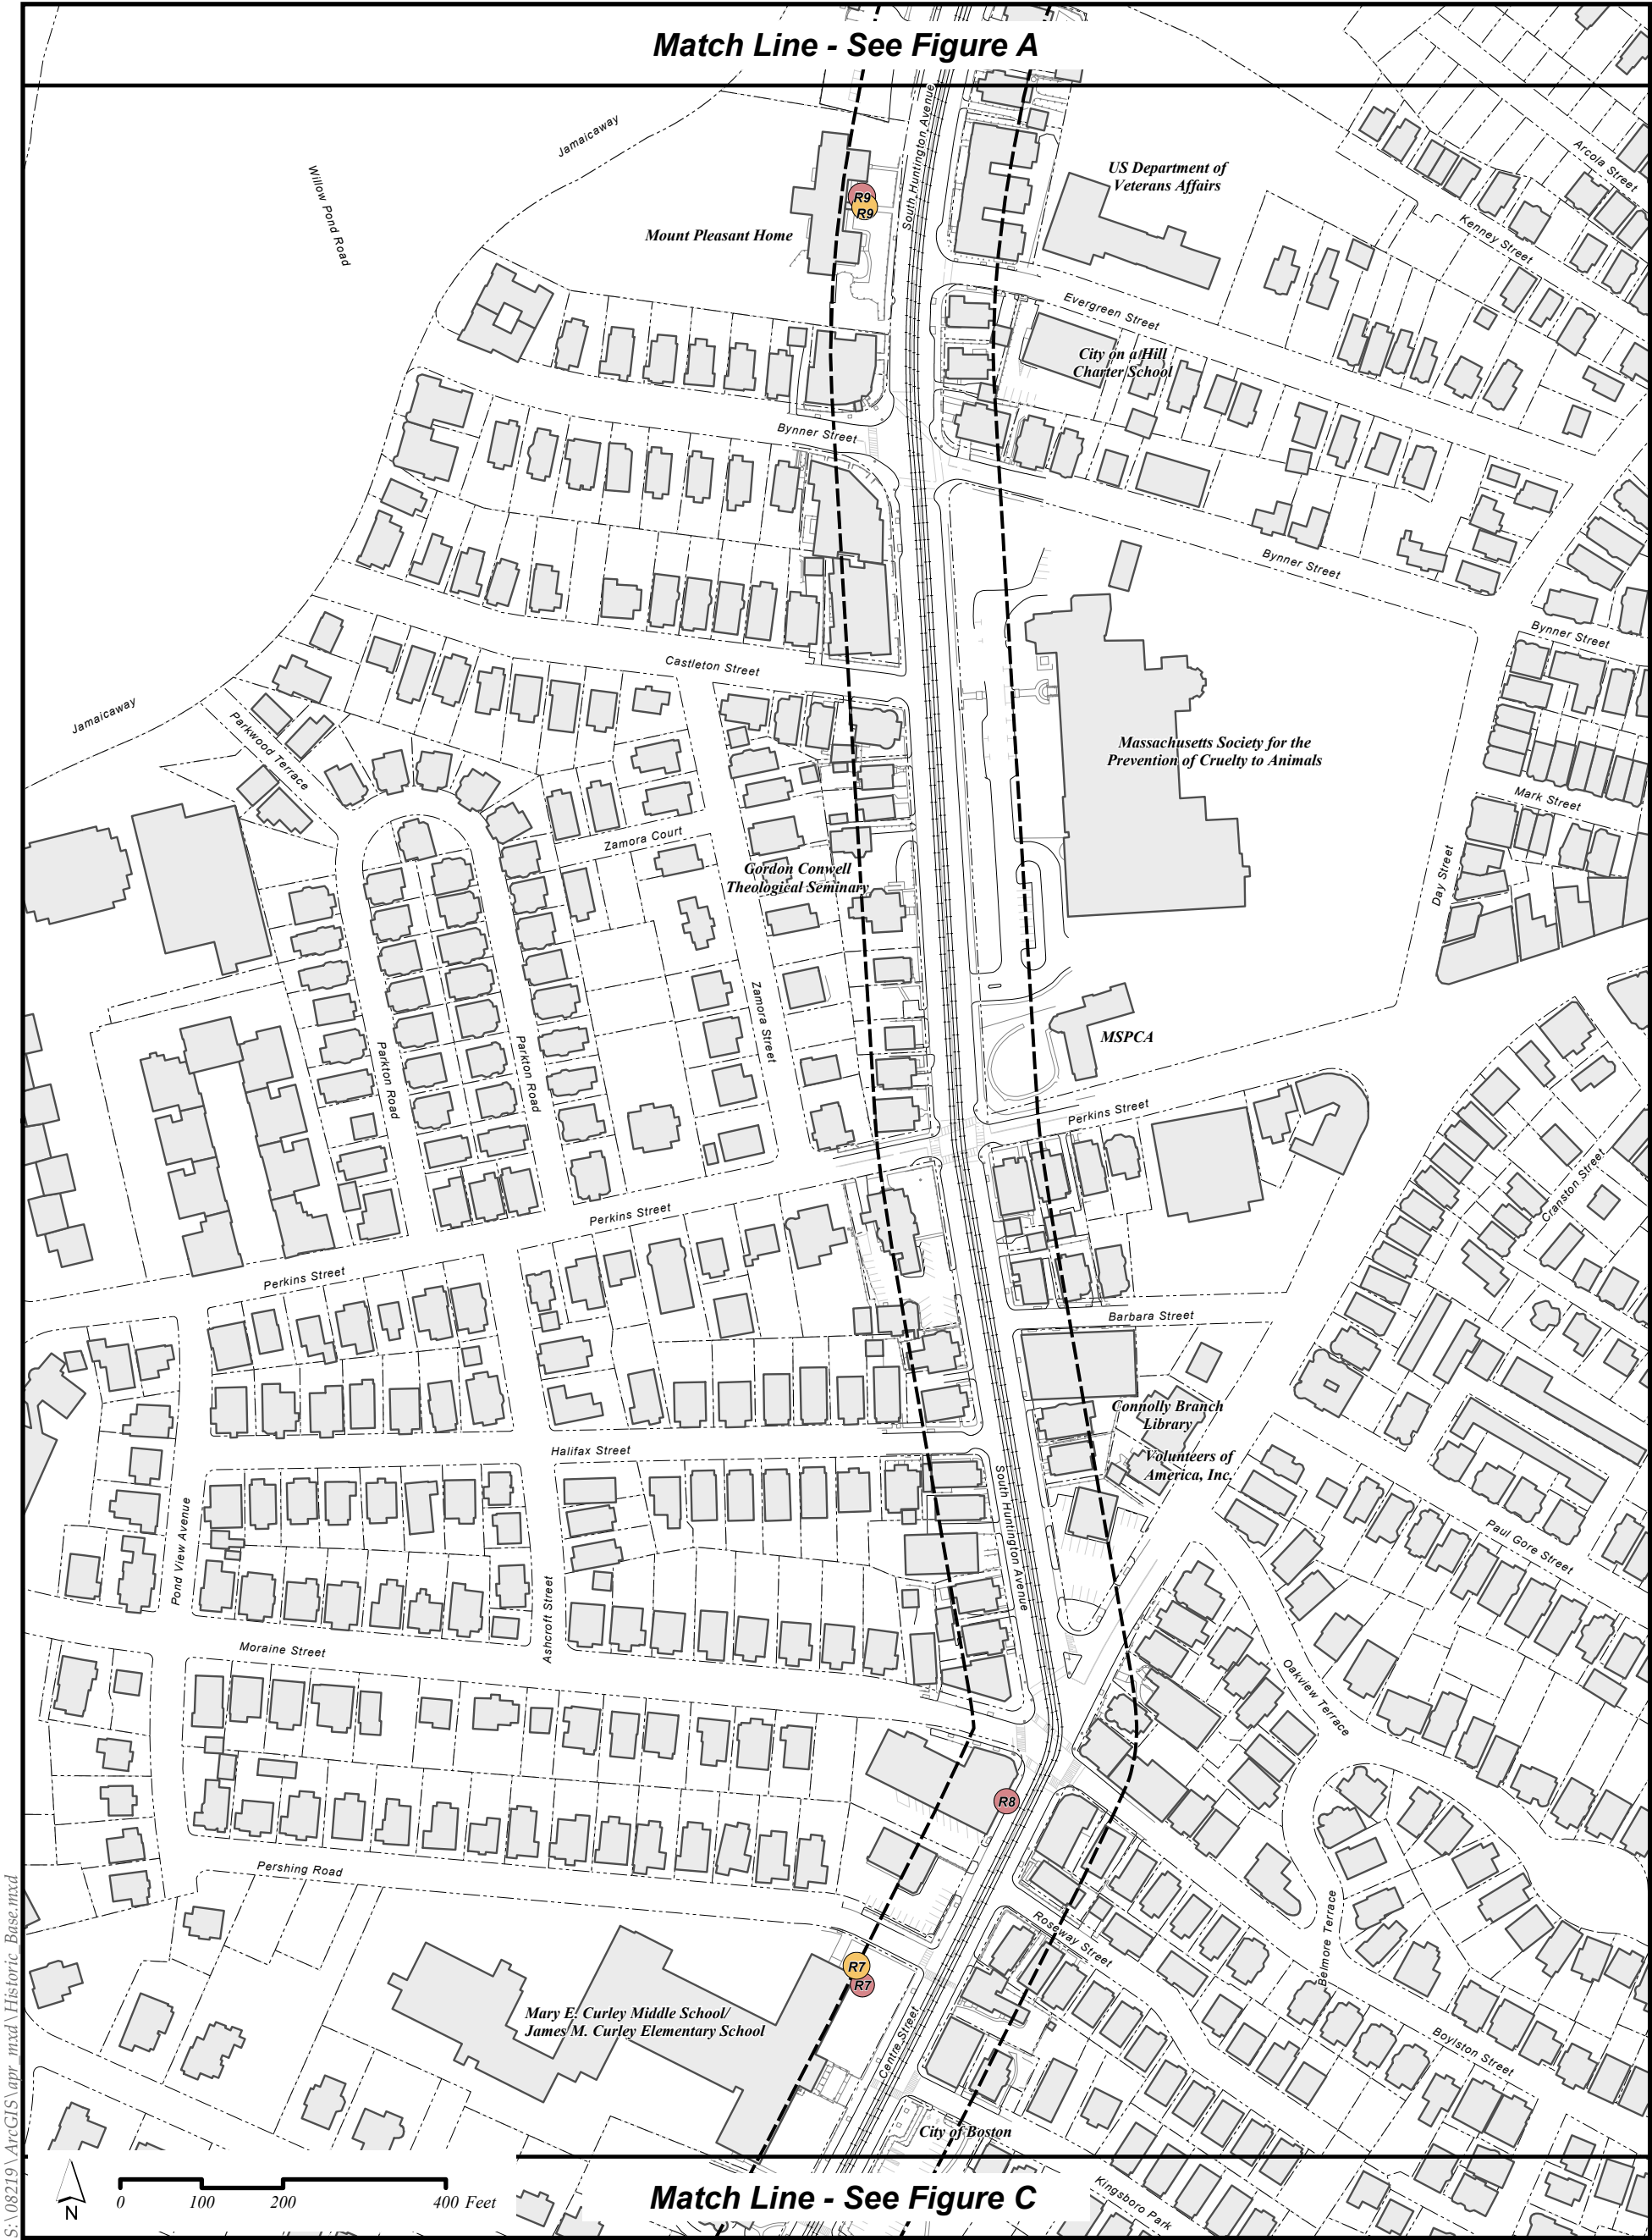 Match Line - See Figure A
Jamaicaway
Willow Pond Road
South Huntington Avenue
Arcola Street
US Department of
Veterans Affairs
R9
R9
Mount Pleasant Home
Kenney Street
Evergreen Street
City on a Hill
Charter School
Bynner Street
Bynner Street
Bynner Street
Castleton Street
Jamaicaway
Parkwood Terrace
Massachusetts Society for the
Prevention of Cruelty to Animals
Mark Street
Zamora Court
Gordon Conwell
Theological Seminary
Day Street
Zamora Street
MSPCA
Parkton Road
Parkton Road
Perkins Street
Cranston Street
Perkins Street
Perkins Street
Barbara Street
Connolly Branch
Library
Halifax Street
Volunteers of
America, Inc.
South Huntington Avenue
Pond View Avenue
Paul Gore Street
Ashcroft Street
Moraine Street
Oakview Terrace
R8
Pershing Road
Roseway Street
Belmore Terrace
R7
R7
Mary E. Curley Middle School/
James M. Curley Elementary School
Centre Street
Boylston Street
City of Boston
Kingsboro Park
N
0 100 200 400 Feet
Match Line - See Figure C
S:\08219\ArcGIS\apr_mxd\Historic_Base.mxd